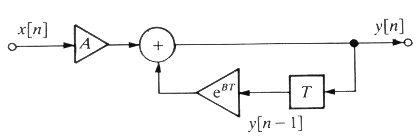 x[n]
y[n]
A
+
e^{BT}
T
y[n − 1]